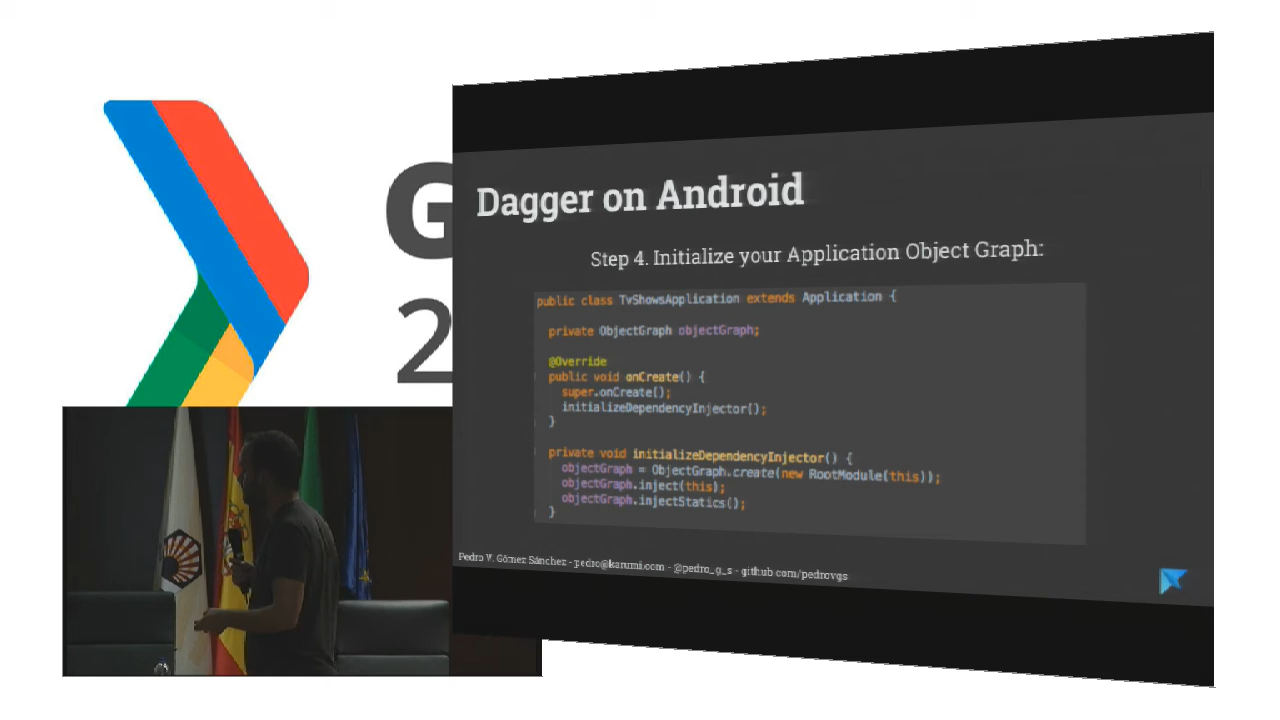 G
2
Dagger on Android
Step 4. Initialize your Application Object Graph:
public class TvShowsApplication extends Application {
private ObjectGraph objectGraph;
@Override
public void onCreate() {
super.onCreate();
initializeDependencyInjector();
}
private void initializeDependencyInjector() {
objectGraph = ObjectGraph.create(new RootModule(this));
objectGraph.inject(this);
objectGraph.injectStatics();
}
Pedro V. Gómez Sánchez - pedro@karumi.com - @pedro_g_s - github.com/pedrovgs